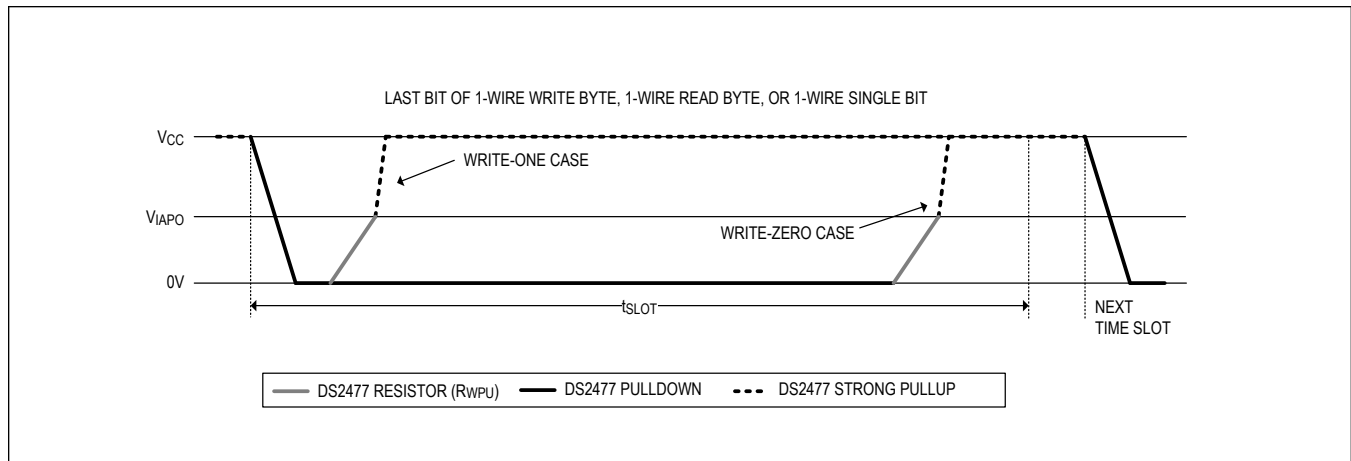 LAST BIT OF 1-WIRE WRITE BYTE, 1-WIRE READ BYTE, OR 1-WIRE SINGLE BIT
VCC
WRITE-ONE CASE
VIAPO
WRITE-ZERO CASE
0V
tSLOT
NEXT
TIME SLOT
DS2477 RESISTOR (RWPU) DS2477 PULLDOWN DS2477 STRONG PULLUP